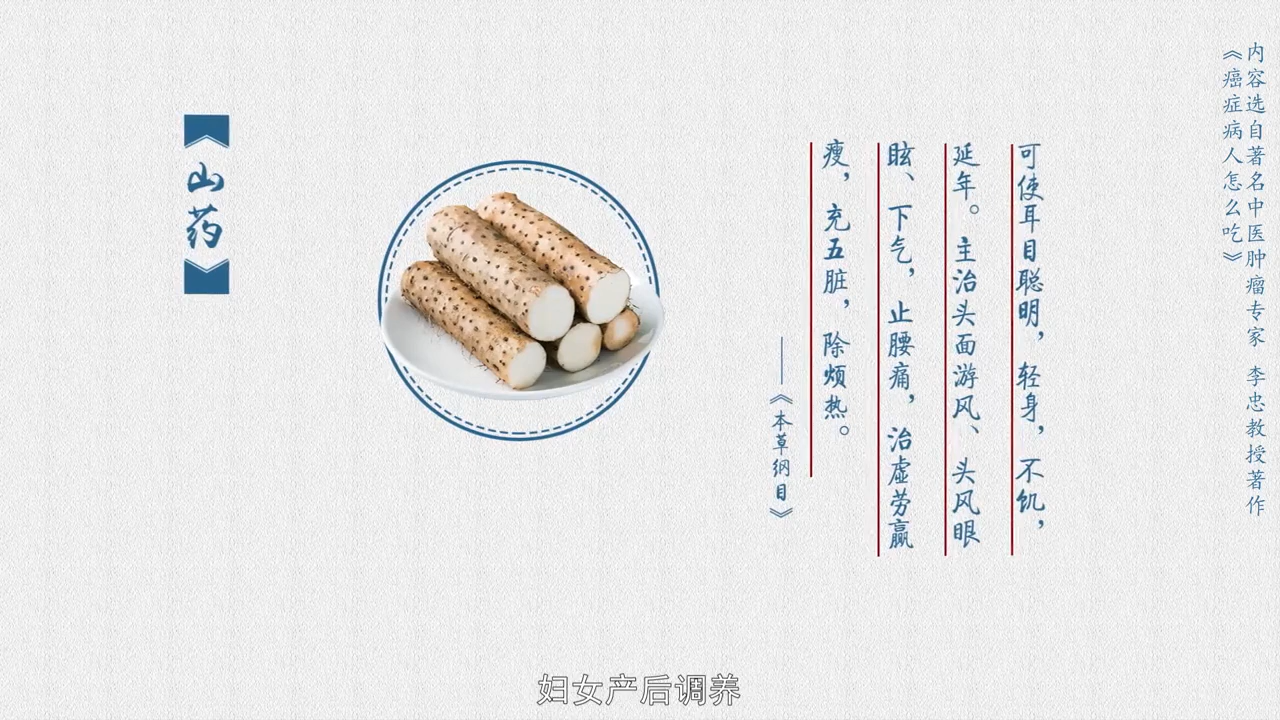 内容选自著名中医肿瘤专家 李忠教授著作
《癌症病人怎么吃》
可使耳目聪明，轻身，不饥，
延年。主治头面游风、头风眼
眩、下气，止腰痛，治虚劳赢
瘦，充五脏，除烦热。
——《本草纲目》
山药
妇女产后调养